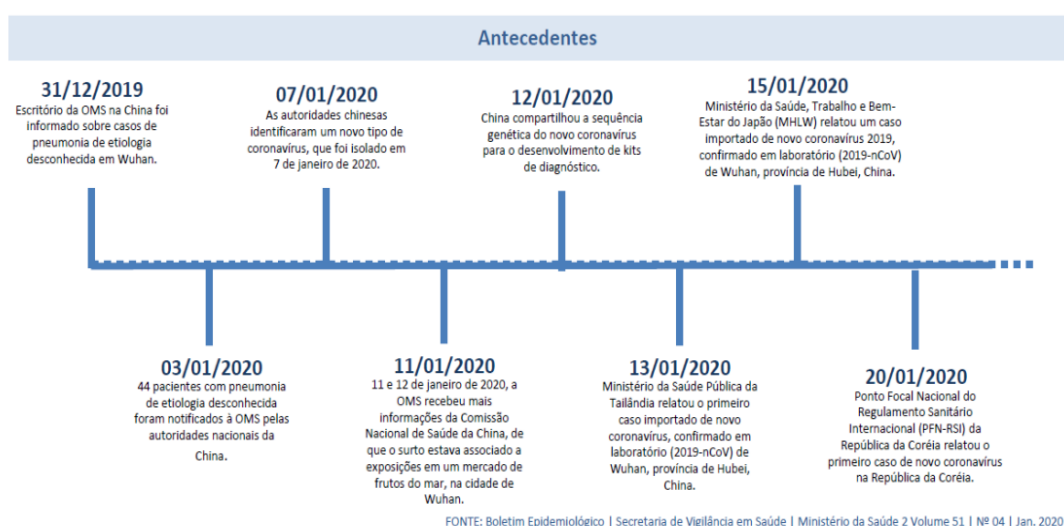 Antecedentes
31/12/2019
Escritório da OMS na China foi
informado sobre casos de
pneumonia de etiologia
desconhecida em Wuhan.
07/01/2020
As autoridades chinesas
identificaram um novo tipo de
coronavírus, que foi isolado em
7 de janeiro de 2020.
12/01/2020
China compartilhou a sequência
genética do novo coronavírus
para o desenvolvimento de kits
de diagnóstico.
15/01/2020
Ministério da Saúde, Trabalho e Bem-
Estar do Japão (MHLW) relatou um caso
importado de novo coronavírus 2019,
confirmado em laboratório (2019-nCoV)
de Wuhan, província de Hubei, China.
03/01/2020
44 pacientes com pneumonia
de etiologia desconhecida
foram notificados à OMS pelas
autoridades nacionais da
China.
11/01/2020
11 e 12 de janeiro de 2020, a
OMS recebeu mais
informações da Comissão
Nacional de Saúde da China, de
que o surto estava associado a
exposições em um mercado de
frutos do mar, na cidade de
Wuhan.
13/01/2020
Ministério da Saúde Pública da
Tailândia relatou o primeiro
caso importado de novo
coronavírus, confirmado em
laboratório (2019-nCoV) de
Wuhan, província de Hubei,
China.
20/01/2020
Ponto Focal Nacional do
Regulamento Sanitário
Internacional (PFN-RSI) da
República da Coréia relatou o
primeiro caso de novo coronavírus
na República da Coréia.
FONTE: Boletim Epidemiológico | Secretaria de Vigilância em Saúde | Ministério da Saúde 2 Volume 51 | Nº 04 | Jan. 2020